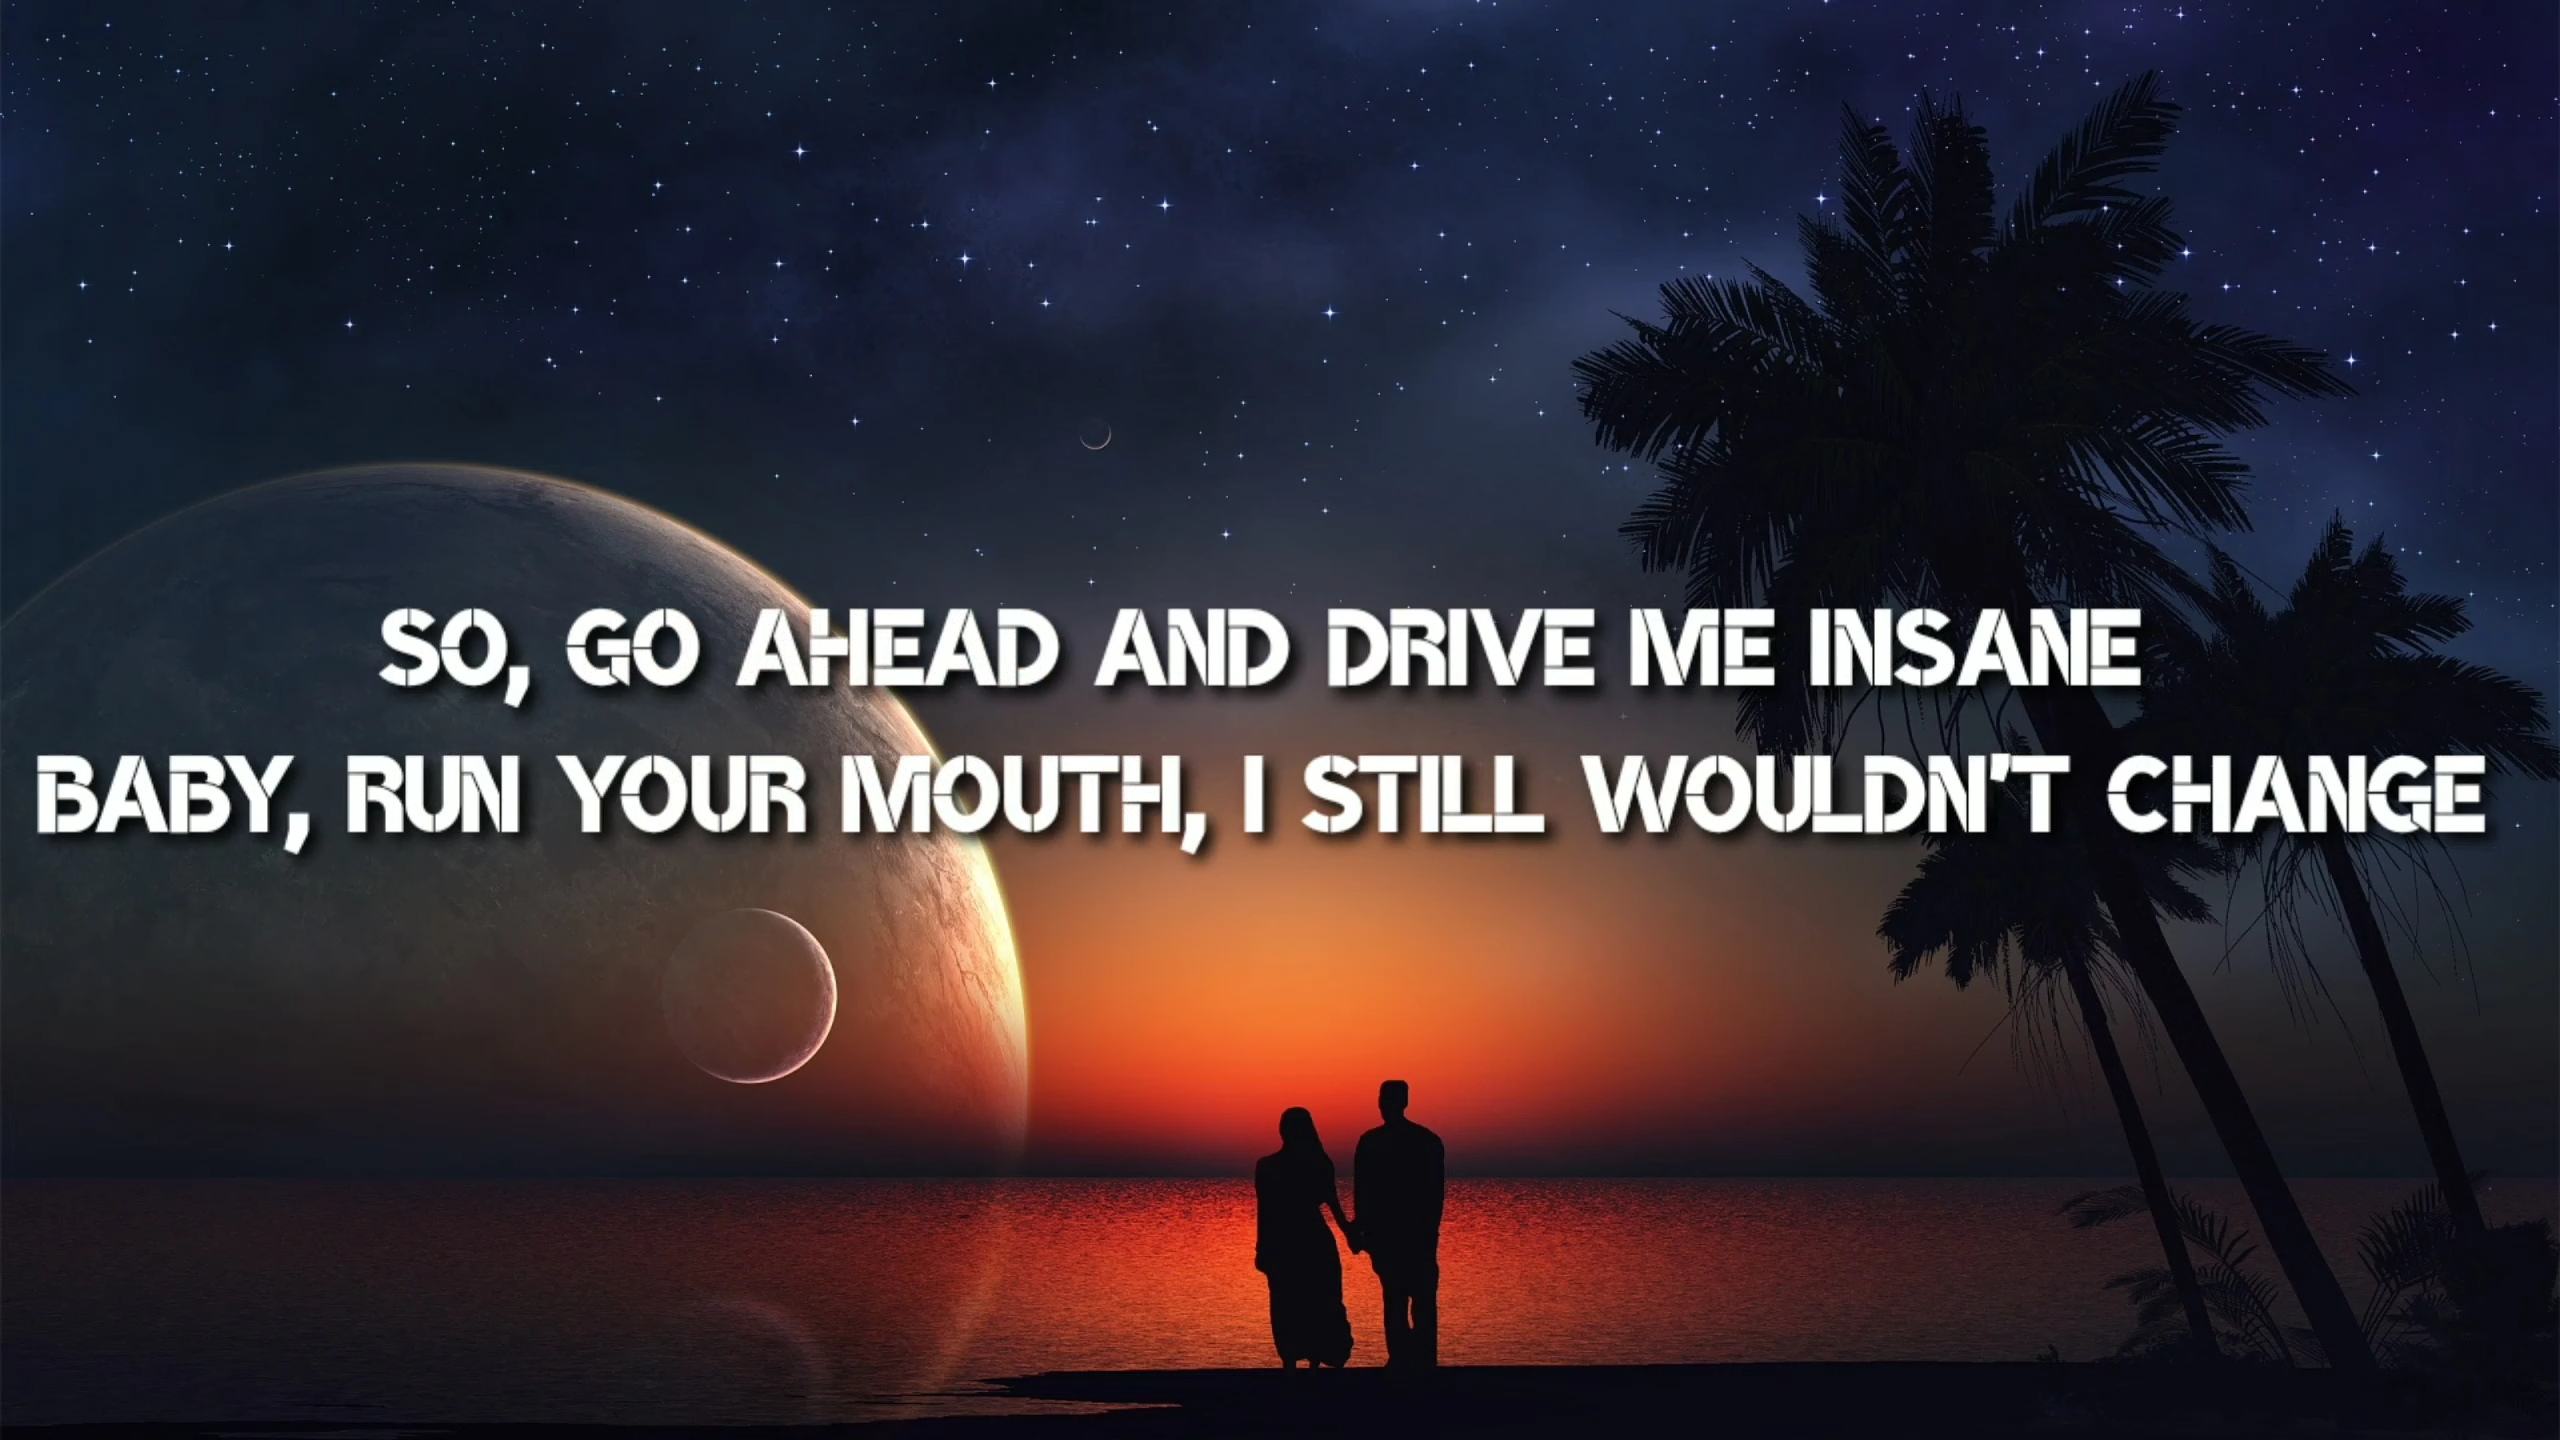 SO, GO AHEAD AND DRIVE ME INSANE
BABY, RUN YOUR MOUTH, I STILL WOULDN'T CHANGE